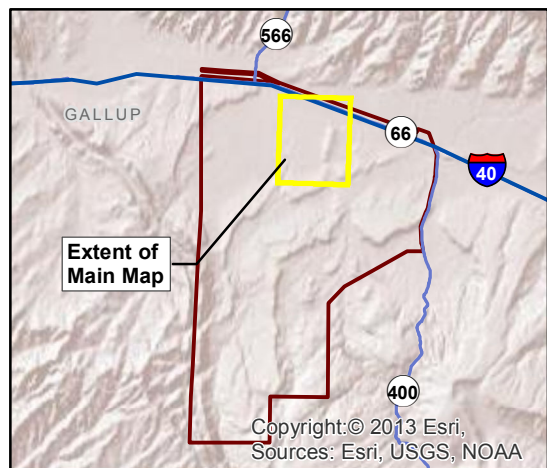 566
GALLUP
66
40
Extent of
Main Map
400
Copyright:© 2013 Esri,
Sources: Esri, USGS, NOAA